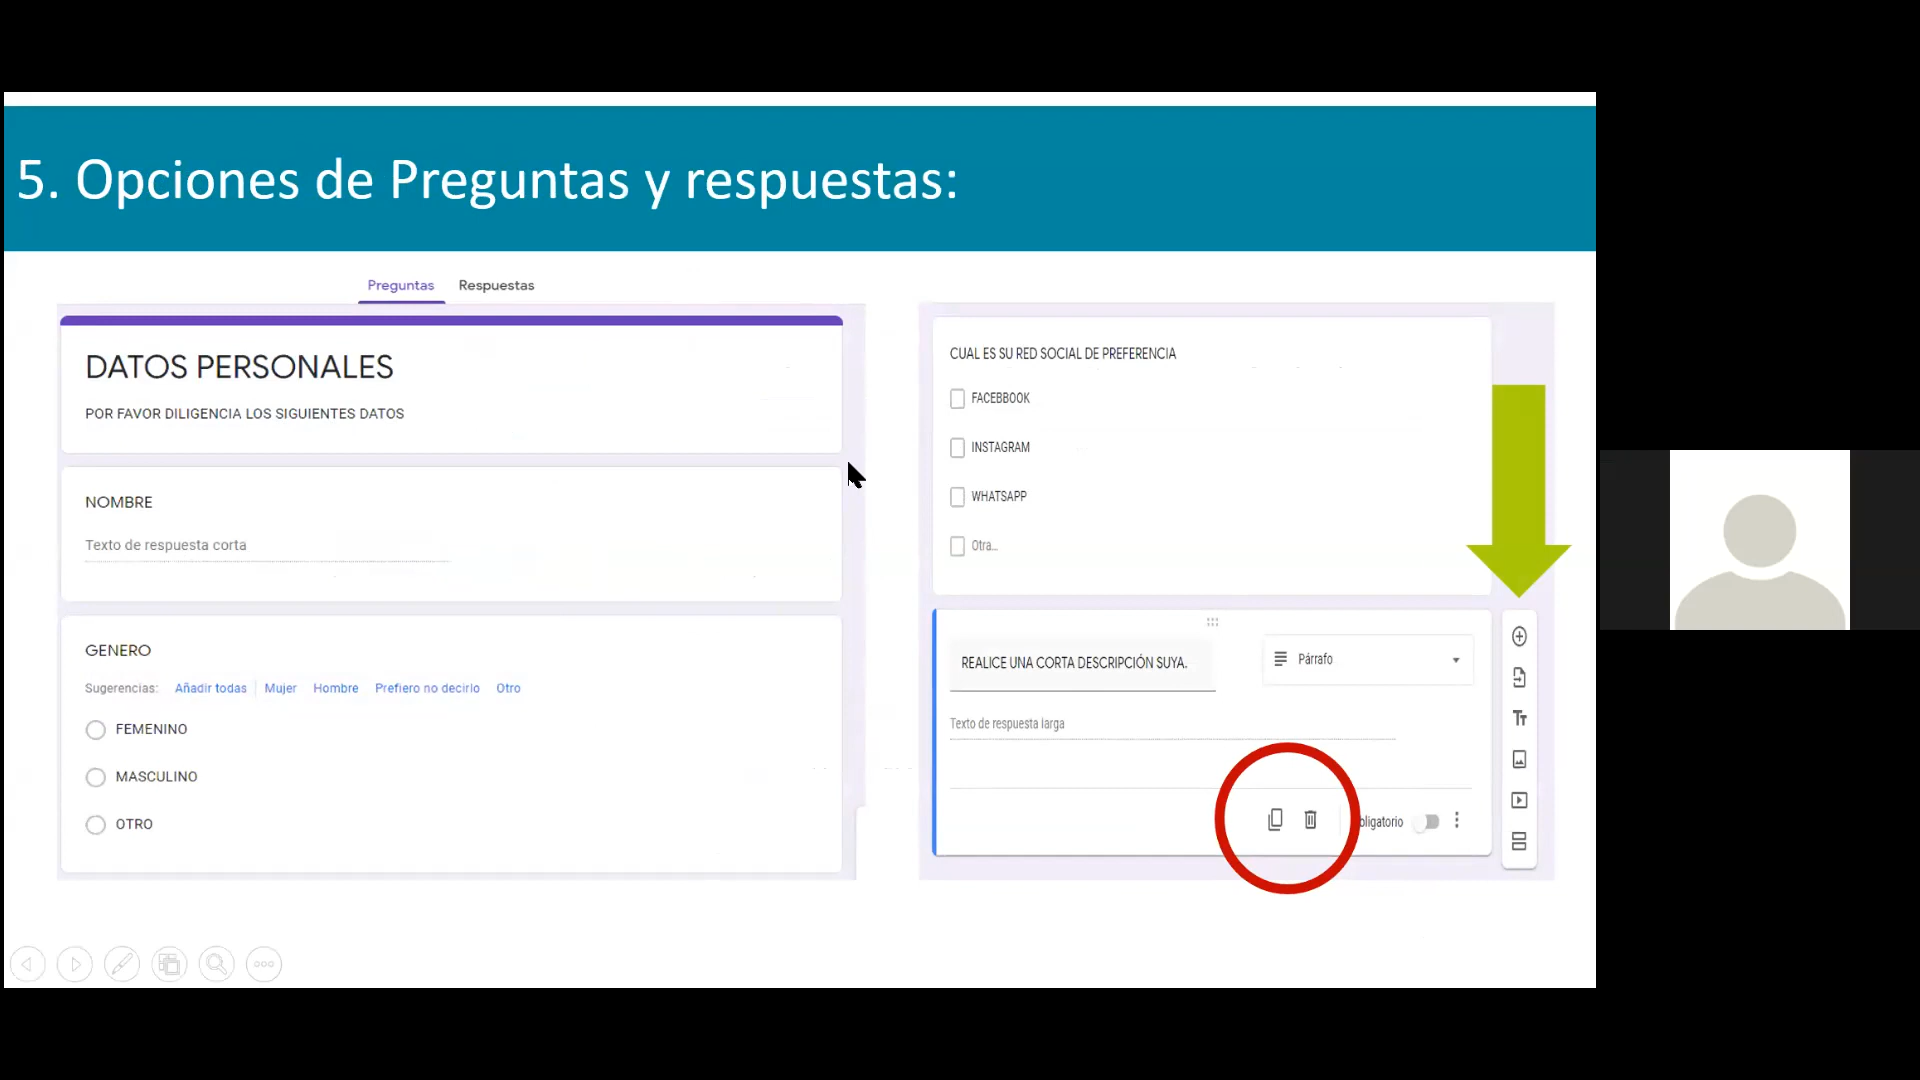 5. Opciones de Preguntas y respuestas:
Preguntas Respuestas
DATOS PERSONALES
POR FAVOR DILIGENCIA LOS SIGUIENTES DATOS
NOMBRE
Texto de respuesta corta
GENERO
Sugerencias: Añadir todas Mujer Hombre Prefiero no decirlo Otro
FEMENINO
MASCULINO
OTRO
CUAL ES SU RED SOCIAL DE PREFERENCIA
FACEBBOOK
INSTAGRAM
WHATSAPP
Otra...
REALICE UNA CORTA DESCRIPCIÓN SUYA.
Párrafo
Texto de respuesta larga
bligatorio
Tт